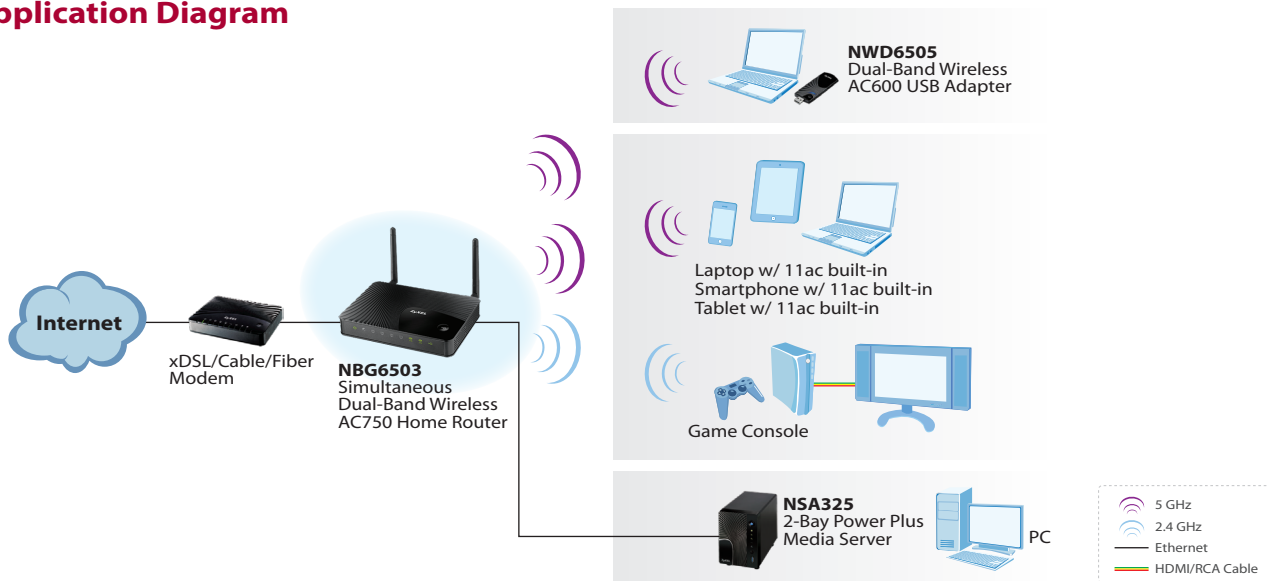 pplication Diagram
NWD6505
Dual-Band Wireless
AC600 USB Adapter
Laptop w/ 11ac built-in
Smartphone w/ 11ac built-in
Tablet w/ 11ac built-in
Internet
xDSL/Cable/Fiber
Modem
NBG6503
Simultaneous
Dual-Band Wireless
AC750 Home Router
ZyXEL
Game Console
NSA325
2-Bay Power Plus
Media Server
PC
5 GHz
2.4 GHz
Ethernet
HDMI/RCA Cable